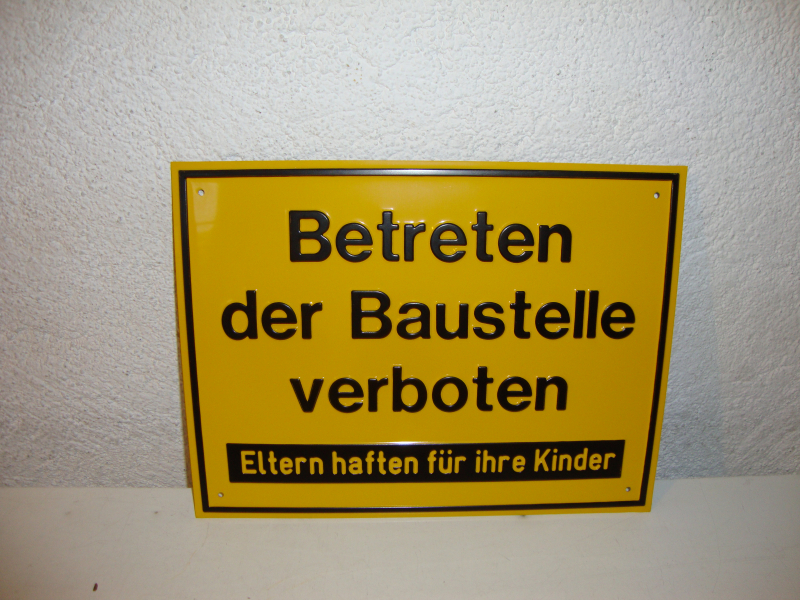 Betreten
der Baustelle
verboten
Eltern haften für ihre Kinder